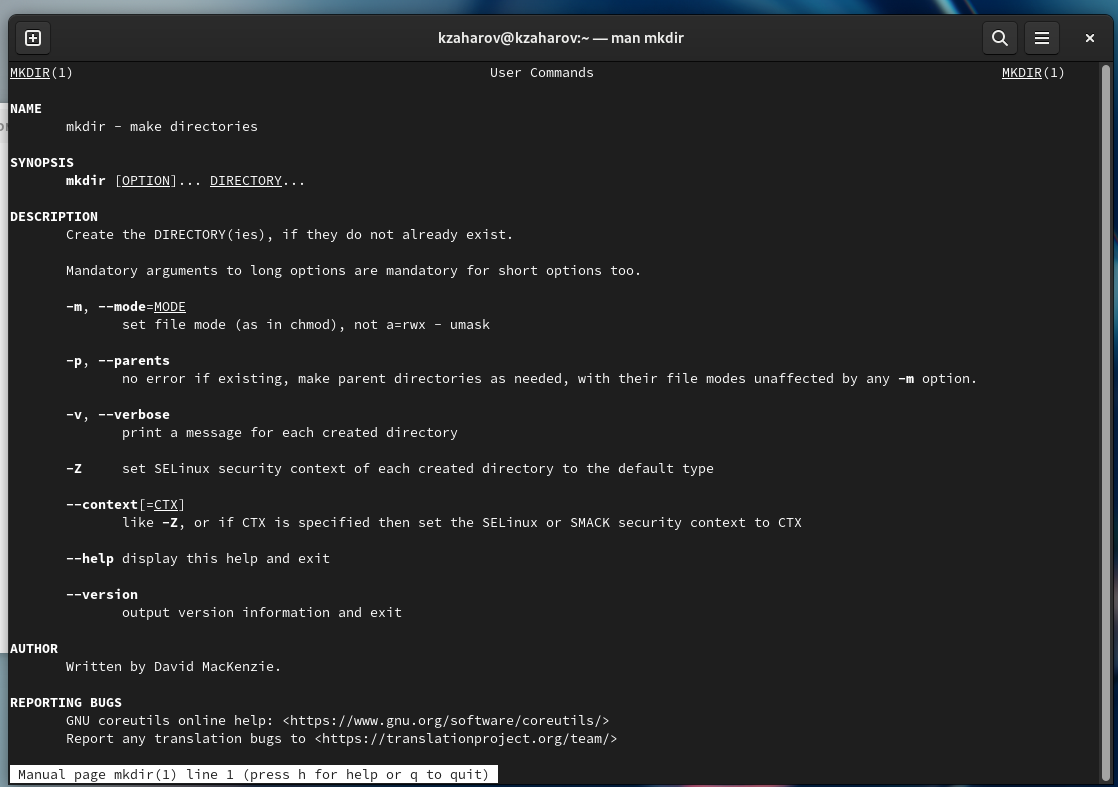 kzaharov@kzaharov:~ — man mkdir
MKDIR(1) User Commands MKDIR(1)
NAME
mkdir - make directories
SYNOPSIS
mkdir [OPTION]... DIRECTORY...
DESCRIPTION
Create the DIRECTORY(ies), if they do not already exist.
Mandatory arguments to long options are mandatory for short options too.
-m, --mode=MODE
set file mode (as in chmod), not a=rwx - umask
-p, --parents
no error if existing, make parent directories as needed, with their file modes unaffected by any -m option.
-v, --verbose
print a message for each created directory
-Z set SELinux security context of each created directory to the default type
--context[=CTX]
like -Z, or if CTX is specified then set the SELinux or SMACK security context to CTX
--help display this help and exit
--version
output version information and exit
AUTHOR
Written by David MacKenzie.
REPORTING BUGS
GNU coreutils online help: <https://www.gnu.org/software/coreutils/>
Report any translation bugs to <https://translationproject.org/team/>
Manual page mkdir(1) line 1 (press h for help or q to quit)